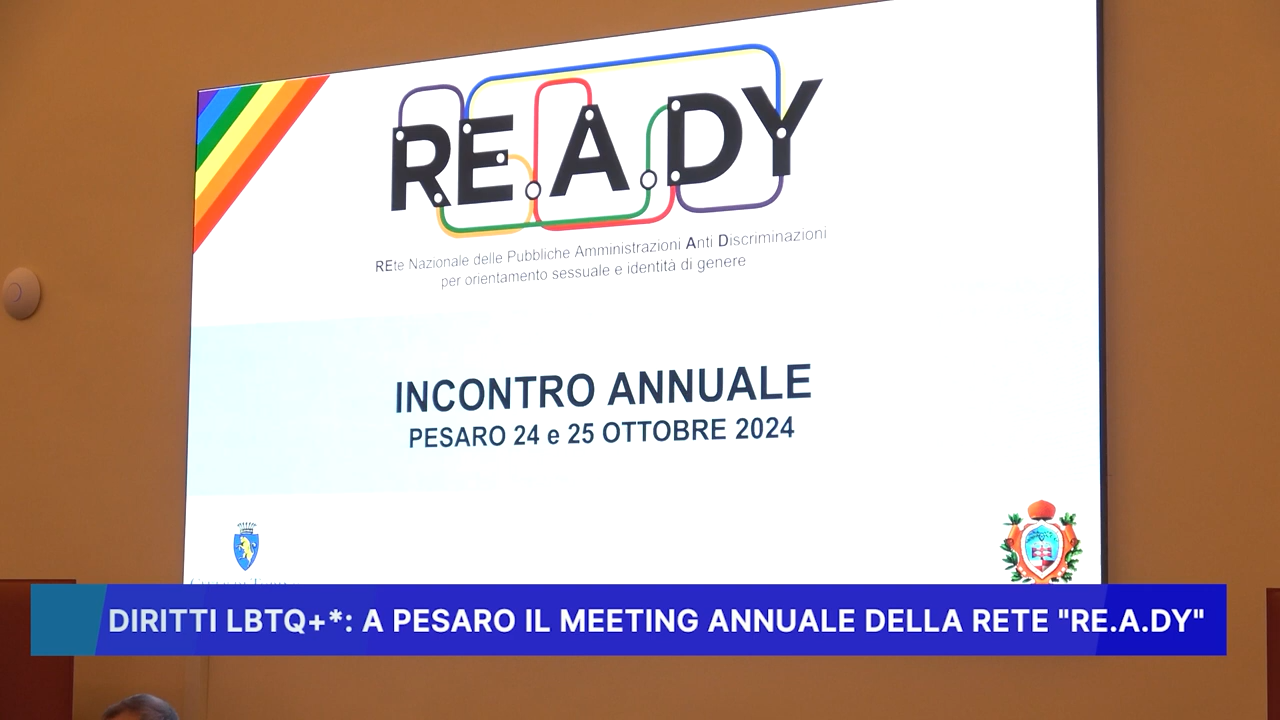 RE.A.DY
REte Nazionale delle Pubbliche Amministrazioni Anti Discriminazioni
per orientamento sessuale e identità di genere
INCONTRO ANNUALE
PESARO 24 e 25 OTTOBRE 2024
DIRITTI LBTQ+*: A PESARO IL MEETING ANNUALE DELLA RETE "RE.A.DY"